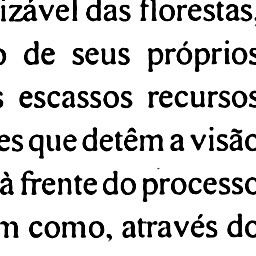 izável das florestas,
de seus próprios
escassos recursos
es que detêm a visão
à frente do processo
m como, através do